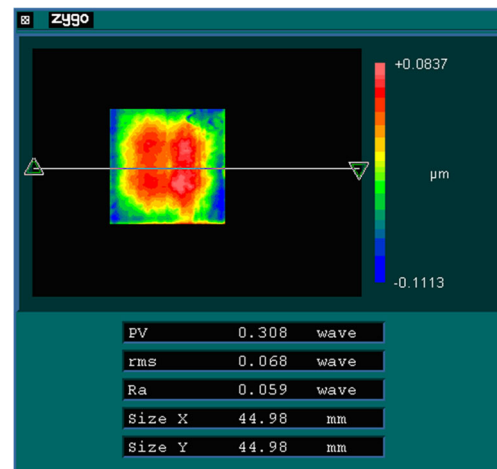 zygo
+0.0837
µm
-0.1113
PV 0.308 wave
rms 0.068 wave
Ra 0.059 wave
Size X 44.98 mm
Size Y 44.98 mm